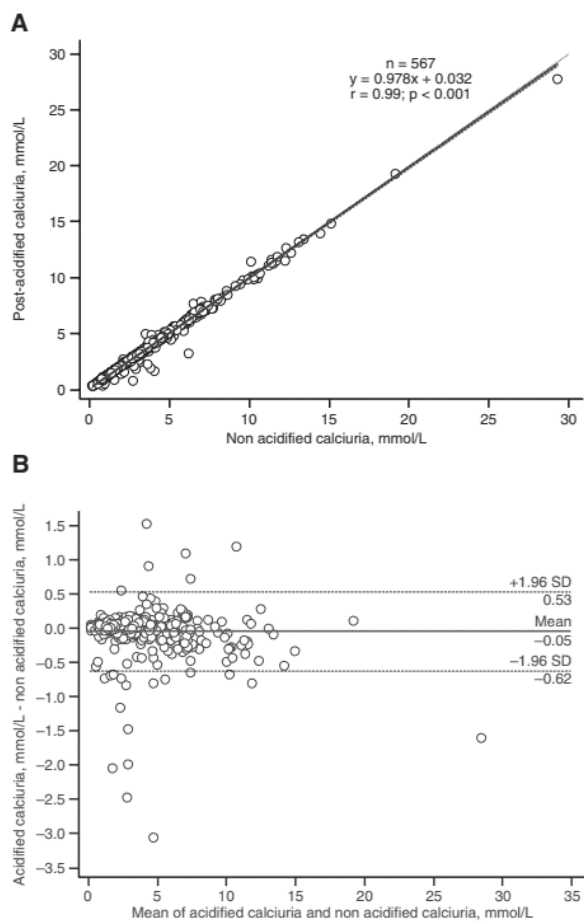 A
30
25
20
15
10
5
0
Post-acidified calciuria, mmol/L
n = 567
y = 0.978x + 0.032
r = 0.99; p < 0.001
0 5 10 15 20 25 30
Non acidified calciuria, mmol/L
B
1.5
1.0
0.5
0.0
−0.5
−1.0
−1.5
−2.0
−2.5
−3.0
−3.5
Acidified calciuria, mmol/L - non acidified calciuria, mmol/L
+1.96 SD
0.53
Mean
−0.05
−1.96 SD
−0.62
0 5 10 15 20 25 30 35
Mean of acidified calciuria and non acidified calciuria, mmol/L